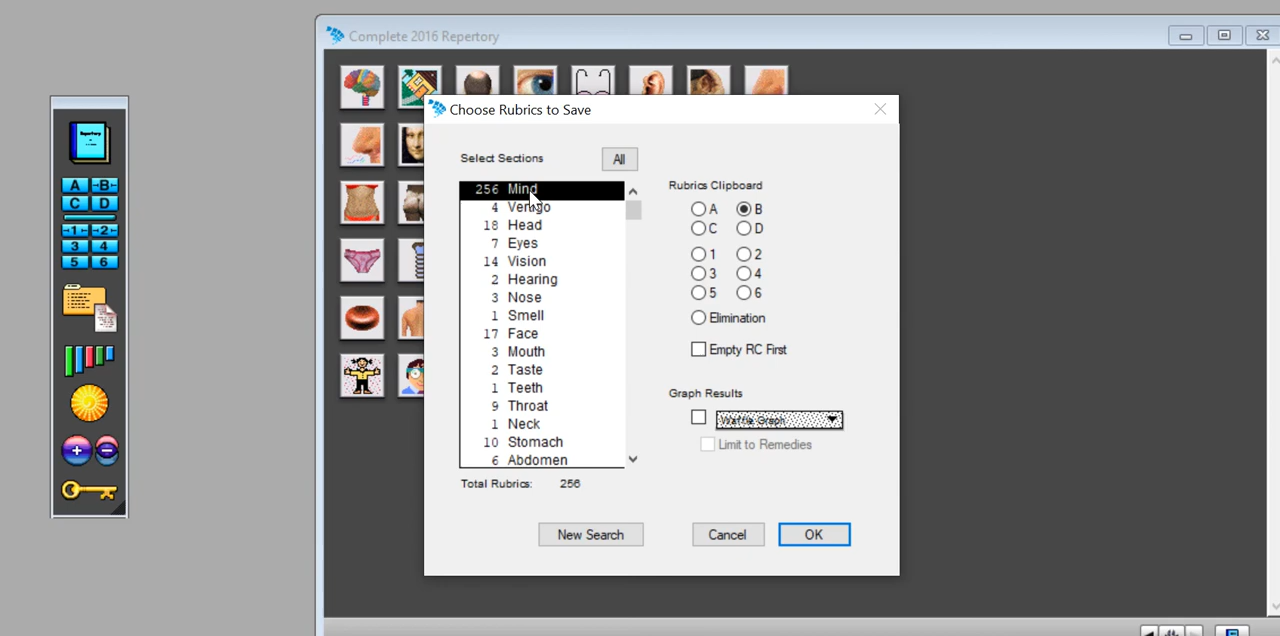 Complete 2016 Repertory
Choose Rubrics to Save
Select Sections
All
256 Mind
4 Vertigo
18 Head
7 Eyes
14 Vision
2 Hearing
3 Nose
1 Smell
17 Face
3 Mouth
2 Taste
1 Teeth
9 Throat
1 Neck
10 Stomach
6 Abdomen
Total Rubrics: 256
Rubrics Clipboard
A B
C D
1 2
3 4
5 6
Elimination
Empty RC First
Graph Results
Waffle Graph
Limit to Remedies
New Search
Cancel
OK
Repertory
A B
C D
1 2
3 4
5 6